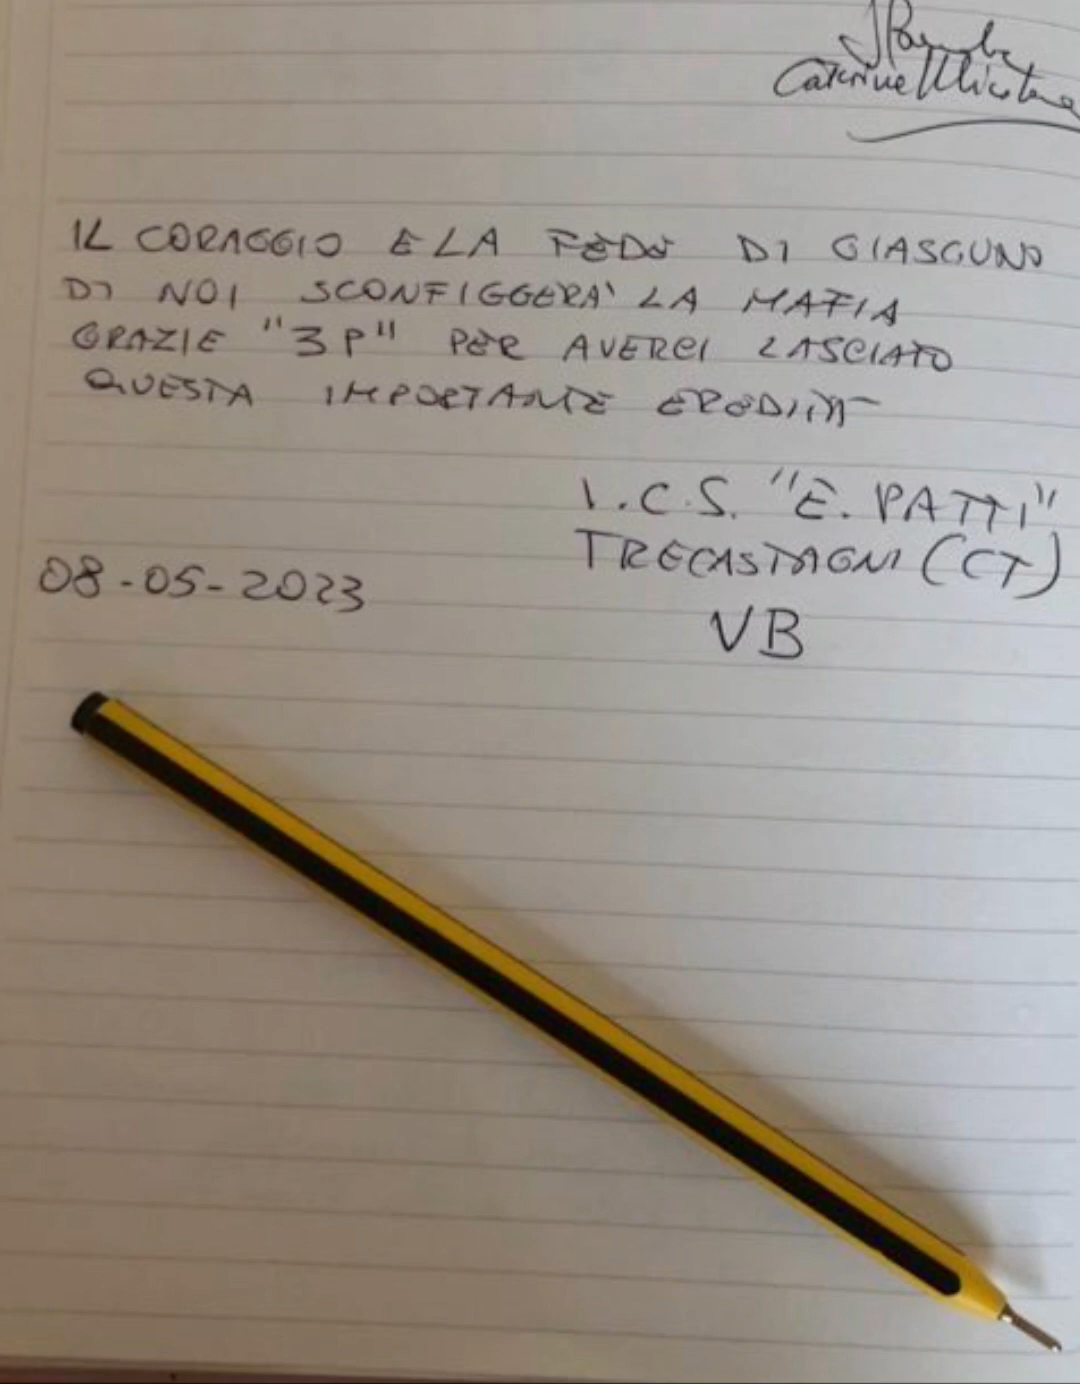 IL CORAGGIO E LA FEDE DI CIASCUNO
DI NOI SCONFIGGERA' LA MAFIA
GRAZIE "3P" PER AVERCI LASCIATO
QUESTA IMPORTANTE EREDITÀ
I.C.S. "E. PATTI"
TRECASTAGNI (CT)
08-05-2023
VB